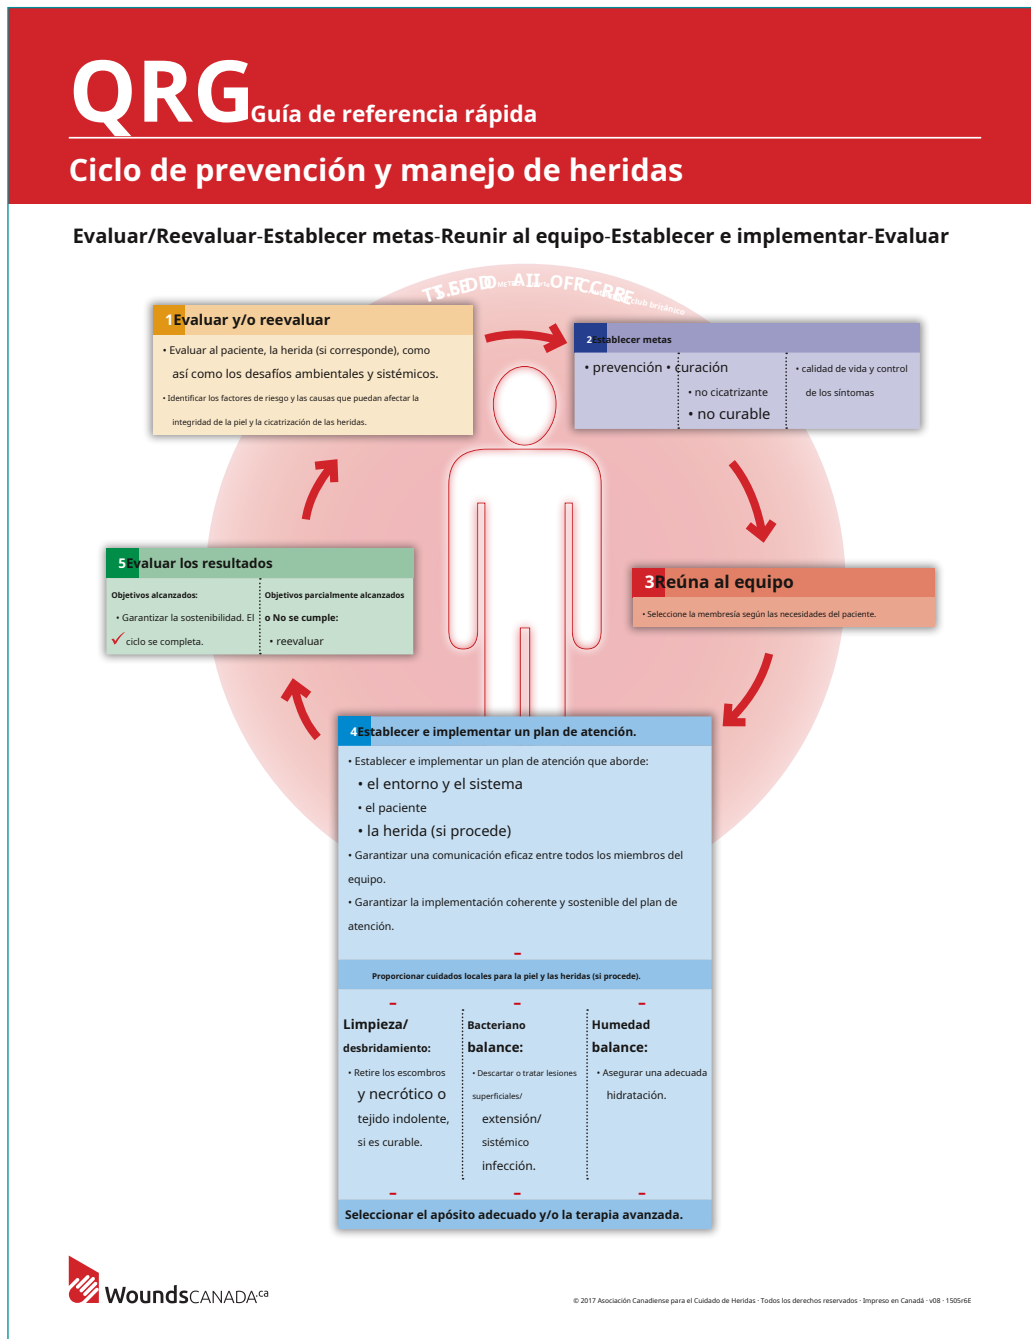 QRG Guía de referencia rápida
Ciclo de prevención y manejo de heridas
Evaluar/Reevaluar-Establecer metas-Reunir al equipo-Establecer e implementar-Evaluar
1Evaluar y/o reevaluar
• Evaluar al paciente, la herida (si corresponde), como
así como los desafíos ambientales y sistémicos.
• Identificar los factores de riesgo y las causas que puedan afectar la
integridad de la piel y la cicatrización de las heridas.
2Establecer metas
• prevención • curación
• no cicatrizante
• no curable
• calidad de vida y control
de los síntomas
3Reúna al equipo
• Seleccione la membresía según las necesidades del paciente.
4Establecer e implementar un plan de atención.
• Establecer e implementar un plan de atención que aborde:
• el entorno y el sistema
• el paciente
• la herida (si procede)
• Garantizar una comunicación eficaz entre todos los miembros del
equipo.
• Garantizar la implementación coherente y sostenible del plan de
atención.
Proporcionar cuidados locales para la piel y las heridas (si procede).
Limpieza/
desbridamiento:
• Retire los escombros
y necrótico o
tejido indolente,
si es curable.
Bacteriano
balance:
• Descartar o tratar lesiones
superficiales/
extensión/
sistémico
infección.
Humedad
balance:
• Asegurar una adecuada
hidratación.
Seleccionar el apósito adecuado y/o la terapia avanzada.
5Evaluar los resultados
Objetivos alcanzados:
• Garantizar la sostenibilidad. El
ciclo se completa.
Objetivos parcialmente alcanzados
o No se cumple:
• reevaluar
WoundsCANADA.ca
© 2017 Asociación Canadiense para el Cuidado de Heridas · Todos los derechos reservados · Impreso en Canadá · v08 · 1505r6E